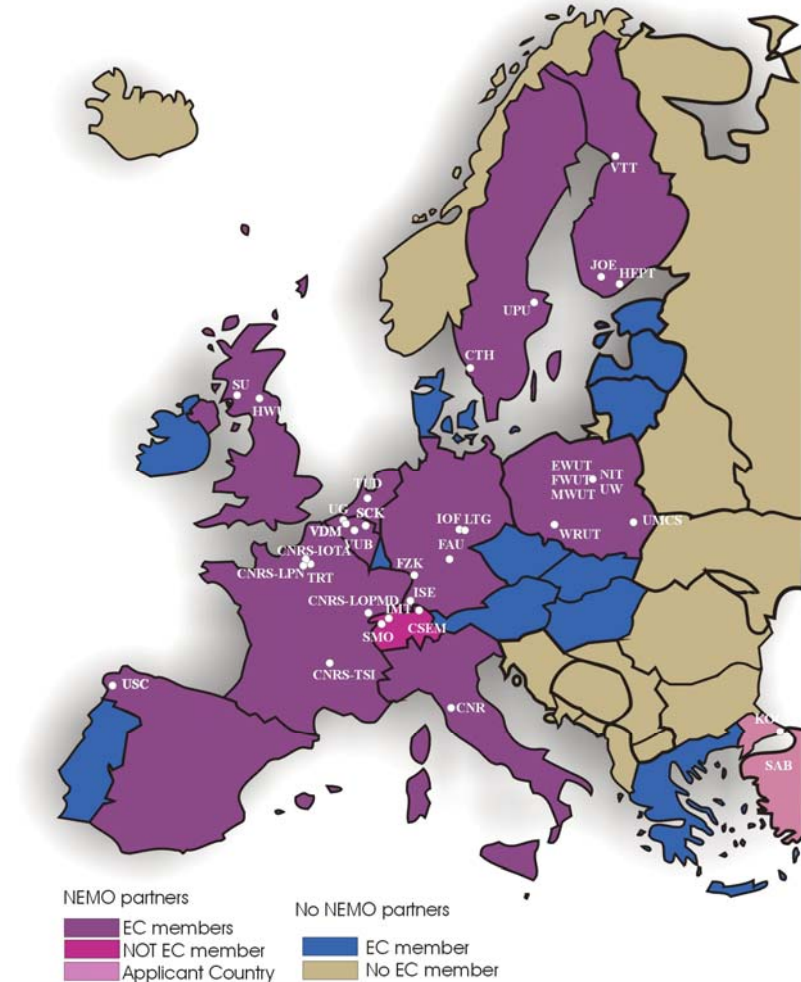 VTT
JOE
HEPT
UPU
CTH
SU
TUD
UG
SCK
VDM
VUB
EWUT
FWUT
MWUT
NIT
UW
UMCS
WRUT
IOF LTG
FAU
CNRS-IOTA
CNRS-LPN
TRT
FZK
ISE
CNRS-LOPMD
IMT
SMO
CSEM
CNRS-TSI
USC
CNR
SAB
NEMO partners
EC members
NOT EC member
Applicant Country
No NEMO partners
EC member
No EC member